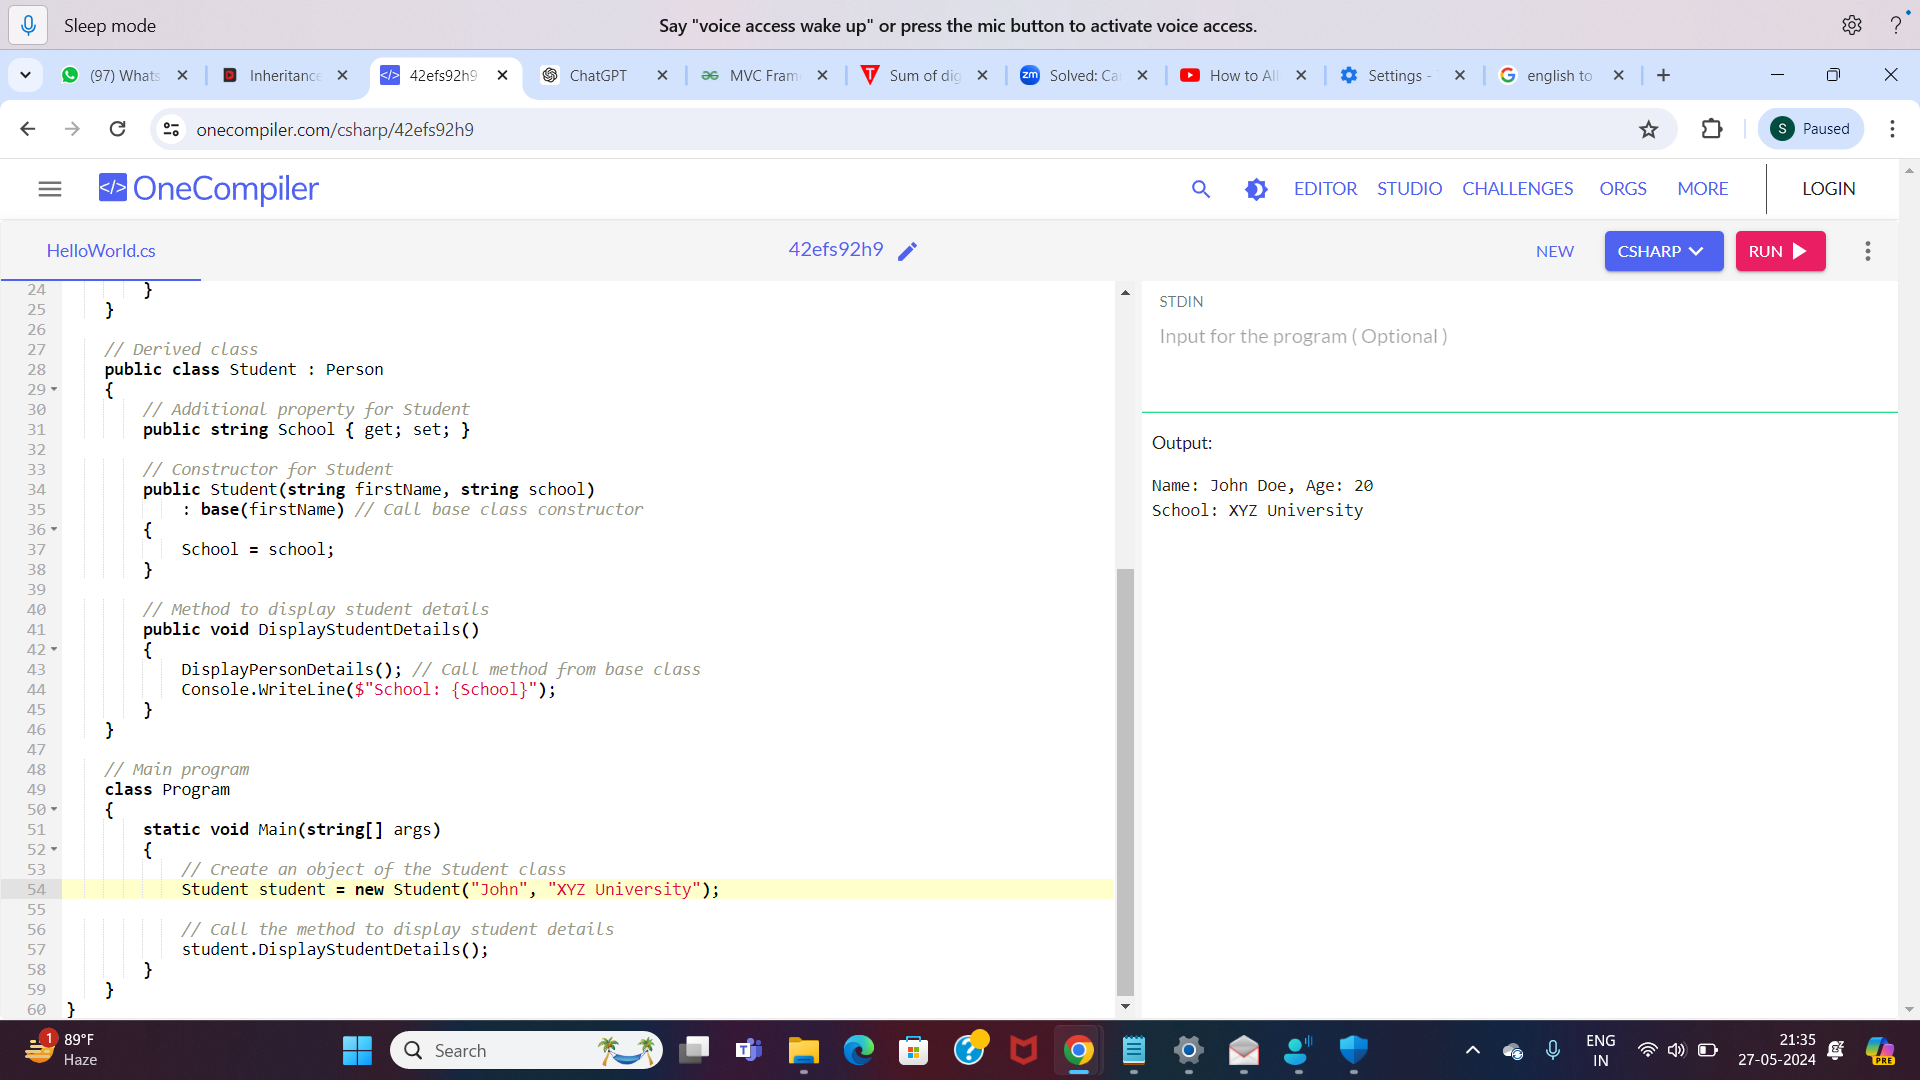 Sleep mode
Say "voice access wake up" or press the mic button to activate voice access.
(97) Whats
Inheritance
42efs92h9
ChatGPT
MVC Fram
Sum of dig
Solved: Ca
How to All
Settings -
english to
onecompiler.com/csharp/42efs92h9
S Paused
</> OneCompiler
EDITOR STUDIO CHALLENGES ORGS MORE LOGIN
HelloWorld.cs
42efs92h9
NEW
CSHARP
RUN
24 }
25 }
26
27 // Derived class
28 public class Student : Person
29 {
30 // Additional property for Student
31 public string School { get; set; }
32
33 // Constructor for Student
34 public Student(string firstName, string school)
35 : base(firstName) // Call base class constructor
36 {
37 School = school;
38 }
39
40 // Method to display student details
41 public void DisplayStudentDetails()
42 {
43 DisplayPersonDetails(); // Call method from base class
44 Console.WriteLine($"School: {School}");
45 }
46 }
47
48 // Main program
49 class Program
50 {
51 static void Main(string[] args)
52 {
53 // Create an object of the Student class
54 Student student = new Student("John", "XYZ University");
55
56 // Call the method to display student details
57 student.DisplayStudentDetails();
58 }
59 }
60 }
STDIN
Input for the program ( Optional )
Output:
Name: John Doe, Age: 20
School: XYZ University
1
89°F
Haze
Search
ENG
IN
21:35
27-05-2024
PRE